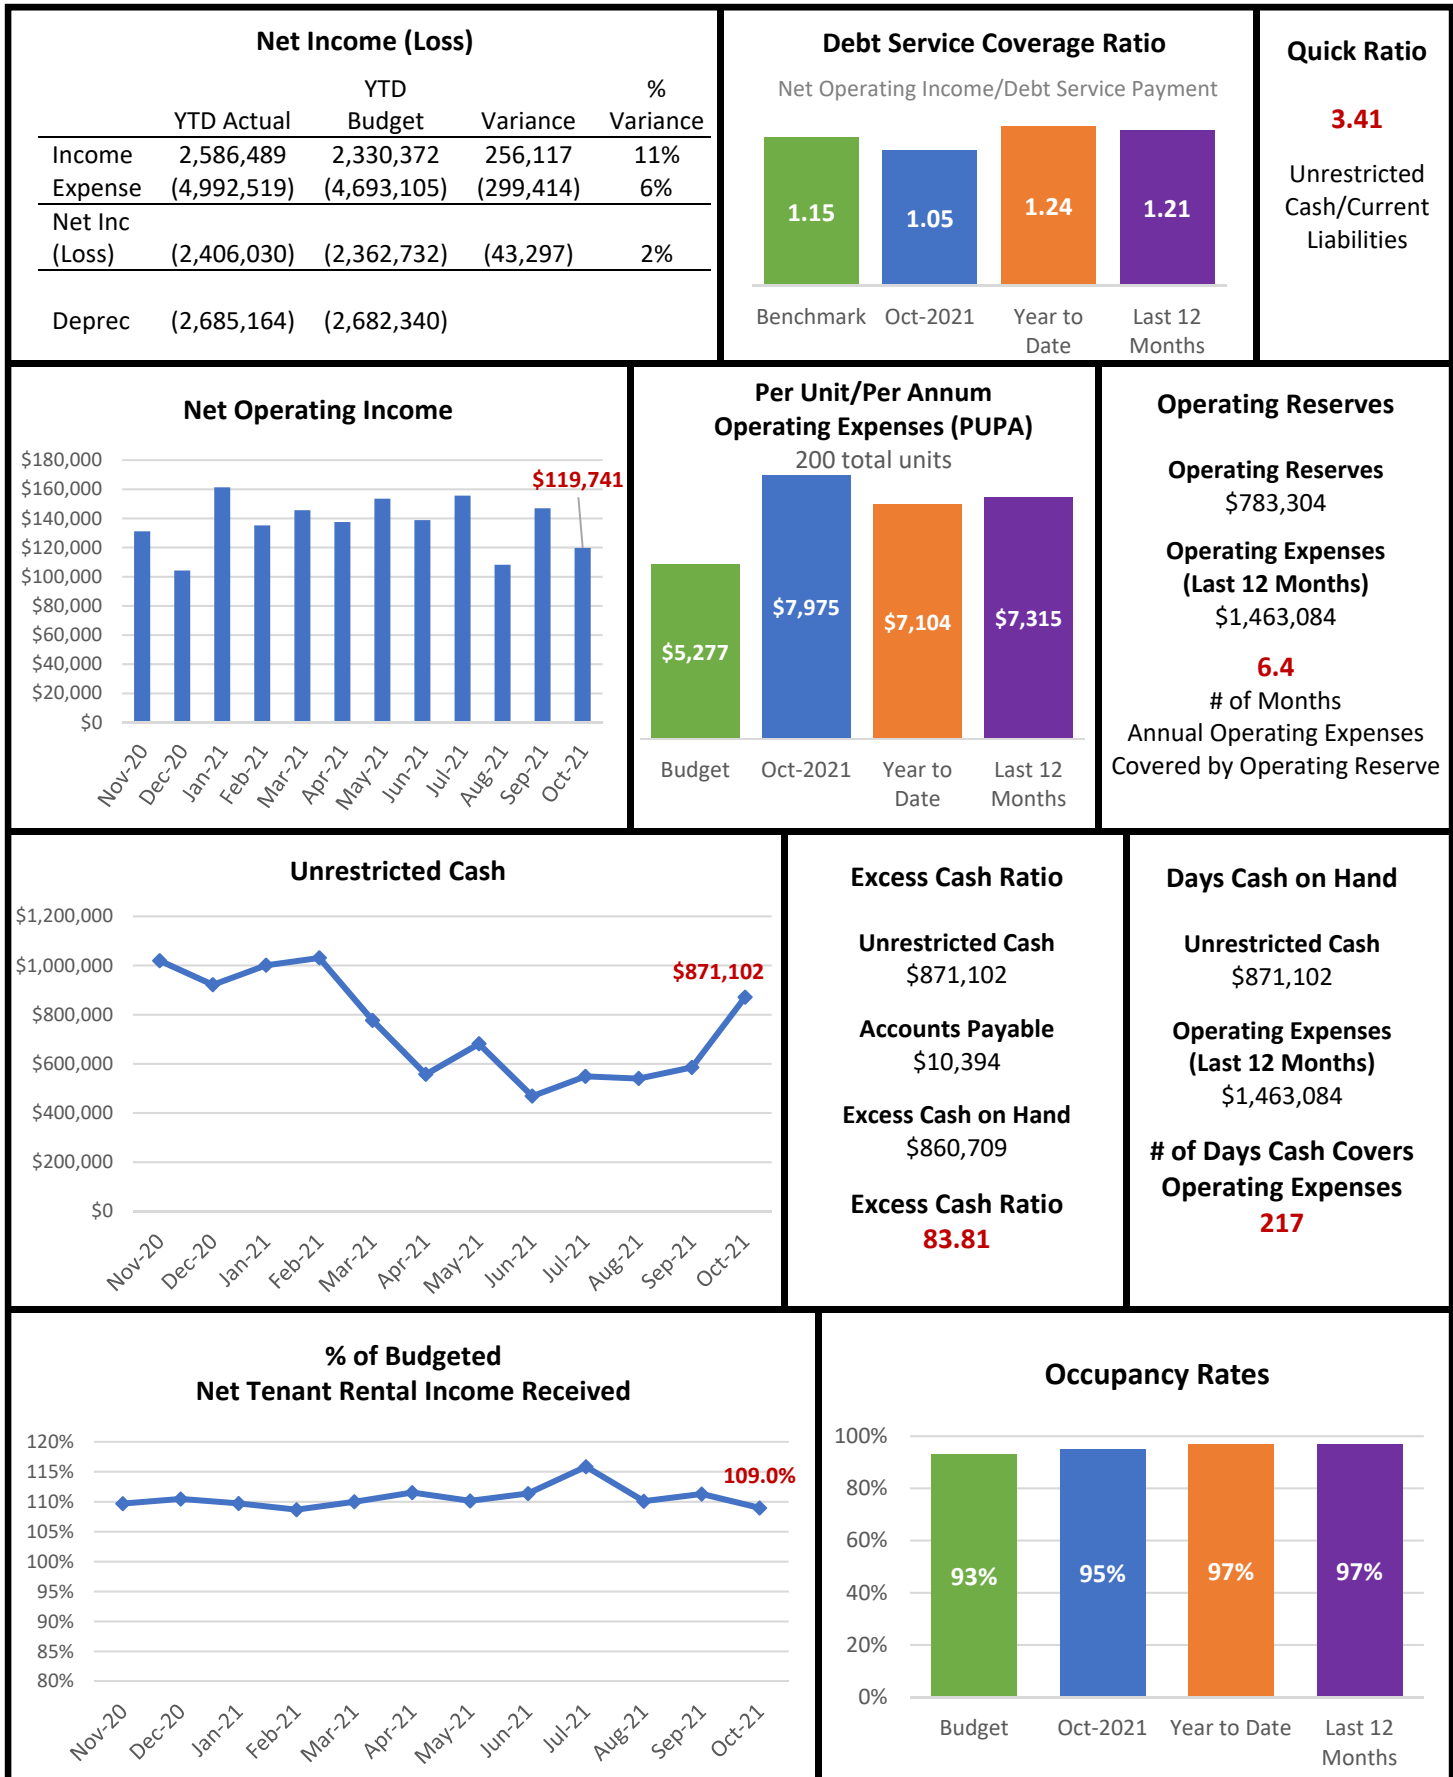 Net Income (Loss)
YTD %
YTD Actual Budget Variance Variance
Income 2,586,489 2,330,372 256,117 11%
Expense (4,992,519) (4,693,105) (299,414) 6%
Net Inc
(Loss) (2,406,030) (2,362,732) (43,297) 2%
Deprec (2,685,164) (2,682,340)
Debt Service Coverage Ratio
Net Operating Income/Debt Service Payment
1.15 1.05 1.24 1.21
Benchmark Oct-2021 Year to Last 12
Date Months
Quick Ratio
3.41
Unrestricted
Cash/Current
Liabilities
Net Operating Income
$180,000
$160,000
$140,000
$120,000
$100,000
$80,000
$60,000
$40,000
$20,000
$0
$119,741
Nov-20 Dec-20 Jan-21 Feb-21 Mar-21 Apr-21 May-21 Jun-21 Jul-21 Aug-21 Sep-21 Oct-21
Per Unit/Per Annum
Operating Expenses (PUPA)
200 total units
$5,277 $7,975 $7,104 $7,315
Budget Oct-2021 Year to Last 12
Date Months
Operating Reserves
Operating Reserves
$783,304
Operating Expenses
(Last 12 Months)
$1,463,084
6.4
# of Months
Annual Operating Expenses
Covered by Operating Reserve
Unrestricted Cash
$1,200,000
$1,000,000
$800,000
$600,000
$400,000
$200,000
$0
$871,102
Nov-20 Dec-20 Jan-21 Feb-21 Mar-21 Apr-21 May-21 Jun-21 Jul-21 Aug-21 Sep-21 Oct-21
Excess Cash Ratio
Unrestricted Cash
$871,102
Accounts Payable
$10,394
Excess Cash on Hand
$860,709
Excess Cash Ratio
83.81
Days Cash on Hand
Unrestricted Cash
$871,102
Operating Expenses
(Last 12 Months)
$1,463,084
# of Days Cash Covers
Operating Expenses
217
% of Budgeted
Net Tenant Rental Income Received
120%
115%
110%
105%
100%
95%
90%
85%
80%
109.0%
Nov-20 Dec-20 Jan-21 Feb-21 Mar-21 Apr-21 May-21 Jun-21 Jul-21 Aug-21 Sep-21 Oct-21
Occupancy Rates
100%
80%
60%
40%
20%
0%
93% 95% 97% 97%
Budget Oct-2021 Year to Date Last 12
Months